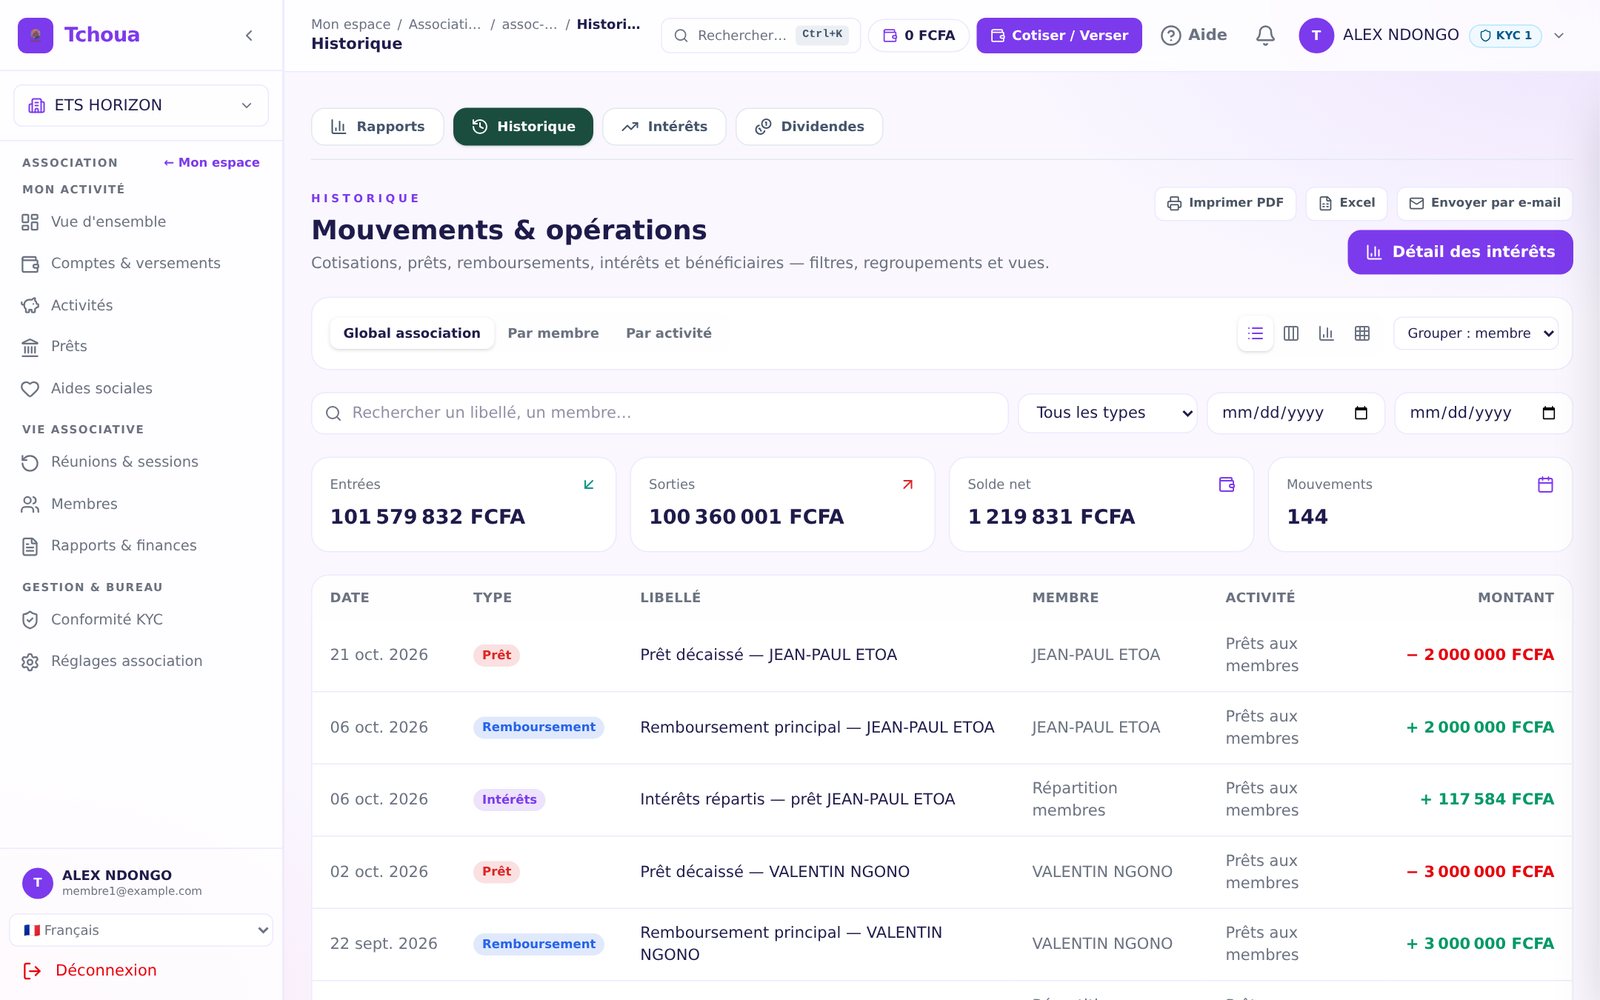 Tchoua
ETS HORIZON
ASSOCIATION
← Mon espace
MON ACTIVITÉ
Vue d'ensemble
Comptes & versements
Activités
Prêts
Aides sociales
VIE ASSOCIATIVE
Réunions & sessions
Membres
Rapports & finances
GESTION & BUREAU
Conformité KYC
Réglages association
T
ALEX NDONGO
membre1@example.com
Français
Déconnexion
Mon espace / Associati... / assoc-... / Histori...
Historique
Rechercher... Ctrl+K
0 FCFA
Cotiser / Verser
Aide
T
ALEX NDONGO
KYC 1
Rapports
Historique
Intérêts
Dividendes
HISTORIQUE
Mouvements & opérations
Cotisations, prêts, remboursements, intérêts et bénéficiaires — filtres, regroupements et vues.
Imprimer PDF
Excel
Envoyer par e-mail
Détail des intérêts
Global association
Par membre
Par activité
Grouper : membre
Rechercher un libellé, un membre...
Tous les types
mm/dd/yyyy
mm/dd/yyyy
Entrées
101 579 832 FCFA
Sorties
100 360 001 FCFA
Solde net
1 219 831 FCFA
Mouvements
144
DATE TYPE LIBELLÉ MEMBRE ACTIVITÉ MONTANT
21 oct. 2026 Prêt Prêt décaissé — JEAN-PAUL ETOA JEAN-PAUL ETOA Prêts aux membres − 2 000 000 FCFA
06 oct. 2026 Remboursement Remboursement principal — JEAN-PAUL ETOA JEAN-PAUL ETOA Prêts aux membres + 2 000 000 FCFA
06 oct. 2026 Intérêts Intérêts répartis — prêt JEAN-PAUL ETOA Répartition membres Prêts aux membres + 117 584 FCFA
02 oct. 2026 Prêt Prêt décaissé — VALENTIN NGONO VALENTIN NGONO Prêts aux membres − 3 000 000 FCFA
22 sept. 2026 Remboursement Remboursement principal — VALENTIN NGONO VALENTIN NGONO Prêts aux membres + 3 000 000 FCFA